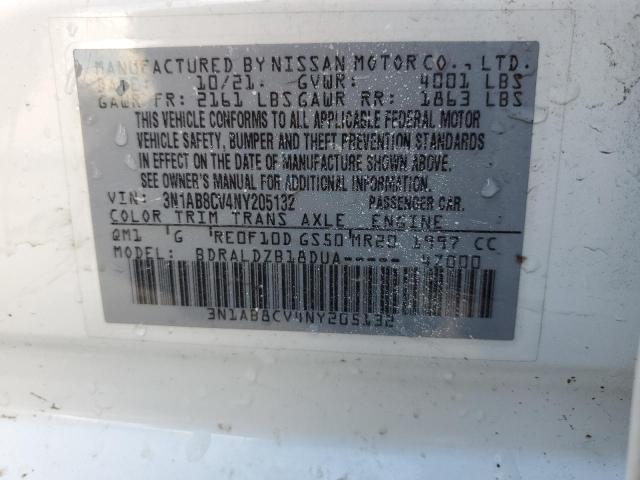 MANUFACTURED BY NISSAN MOTOR CO., LTD.
DATE: 10/21 GVWR: 4001 LBS
GAWR FR: 2161 LBS GAWR RR: 1863 LBS
THIS VEHICLE CONFORMS TO ALL APPLICABLE FEDERAL MOTOR
VEHICLE SAFETY, BUMPER AND THEFT PREVENTION STANDARDS
IN EFFECT ON THE DATE OF MANUFACTURE SHOWN ABOVE.
SEE OWNER'S MANUAL FOR ADDITIONAL INFORMATION.
VIN: 3N1AB8CV4NY205132 PASSENGER CAR.
COLOR TRIM TRANS AXLE ENGINE
QM1 G RE0F10D GS50 MR20 1997 CC
MODEL: BDRALDZB18DUA----- 47000
3N1AB8CV4NY205132